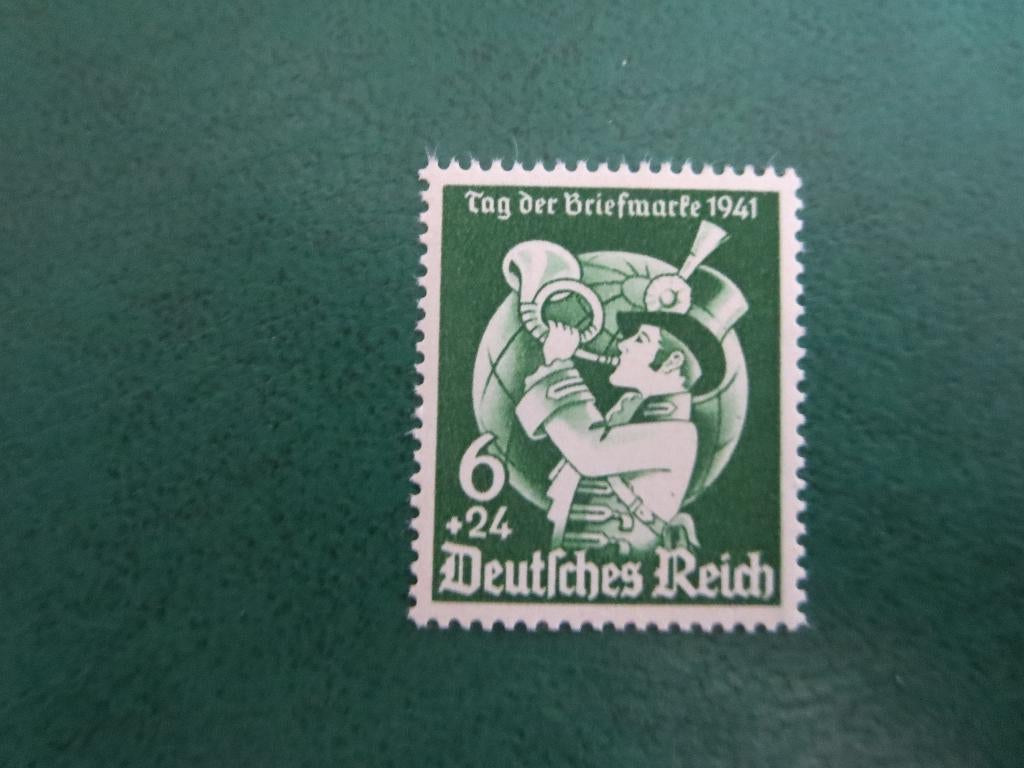 Tag der Briefmarke 1941
6
+24
Deutſches Reich